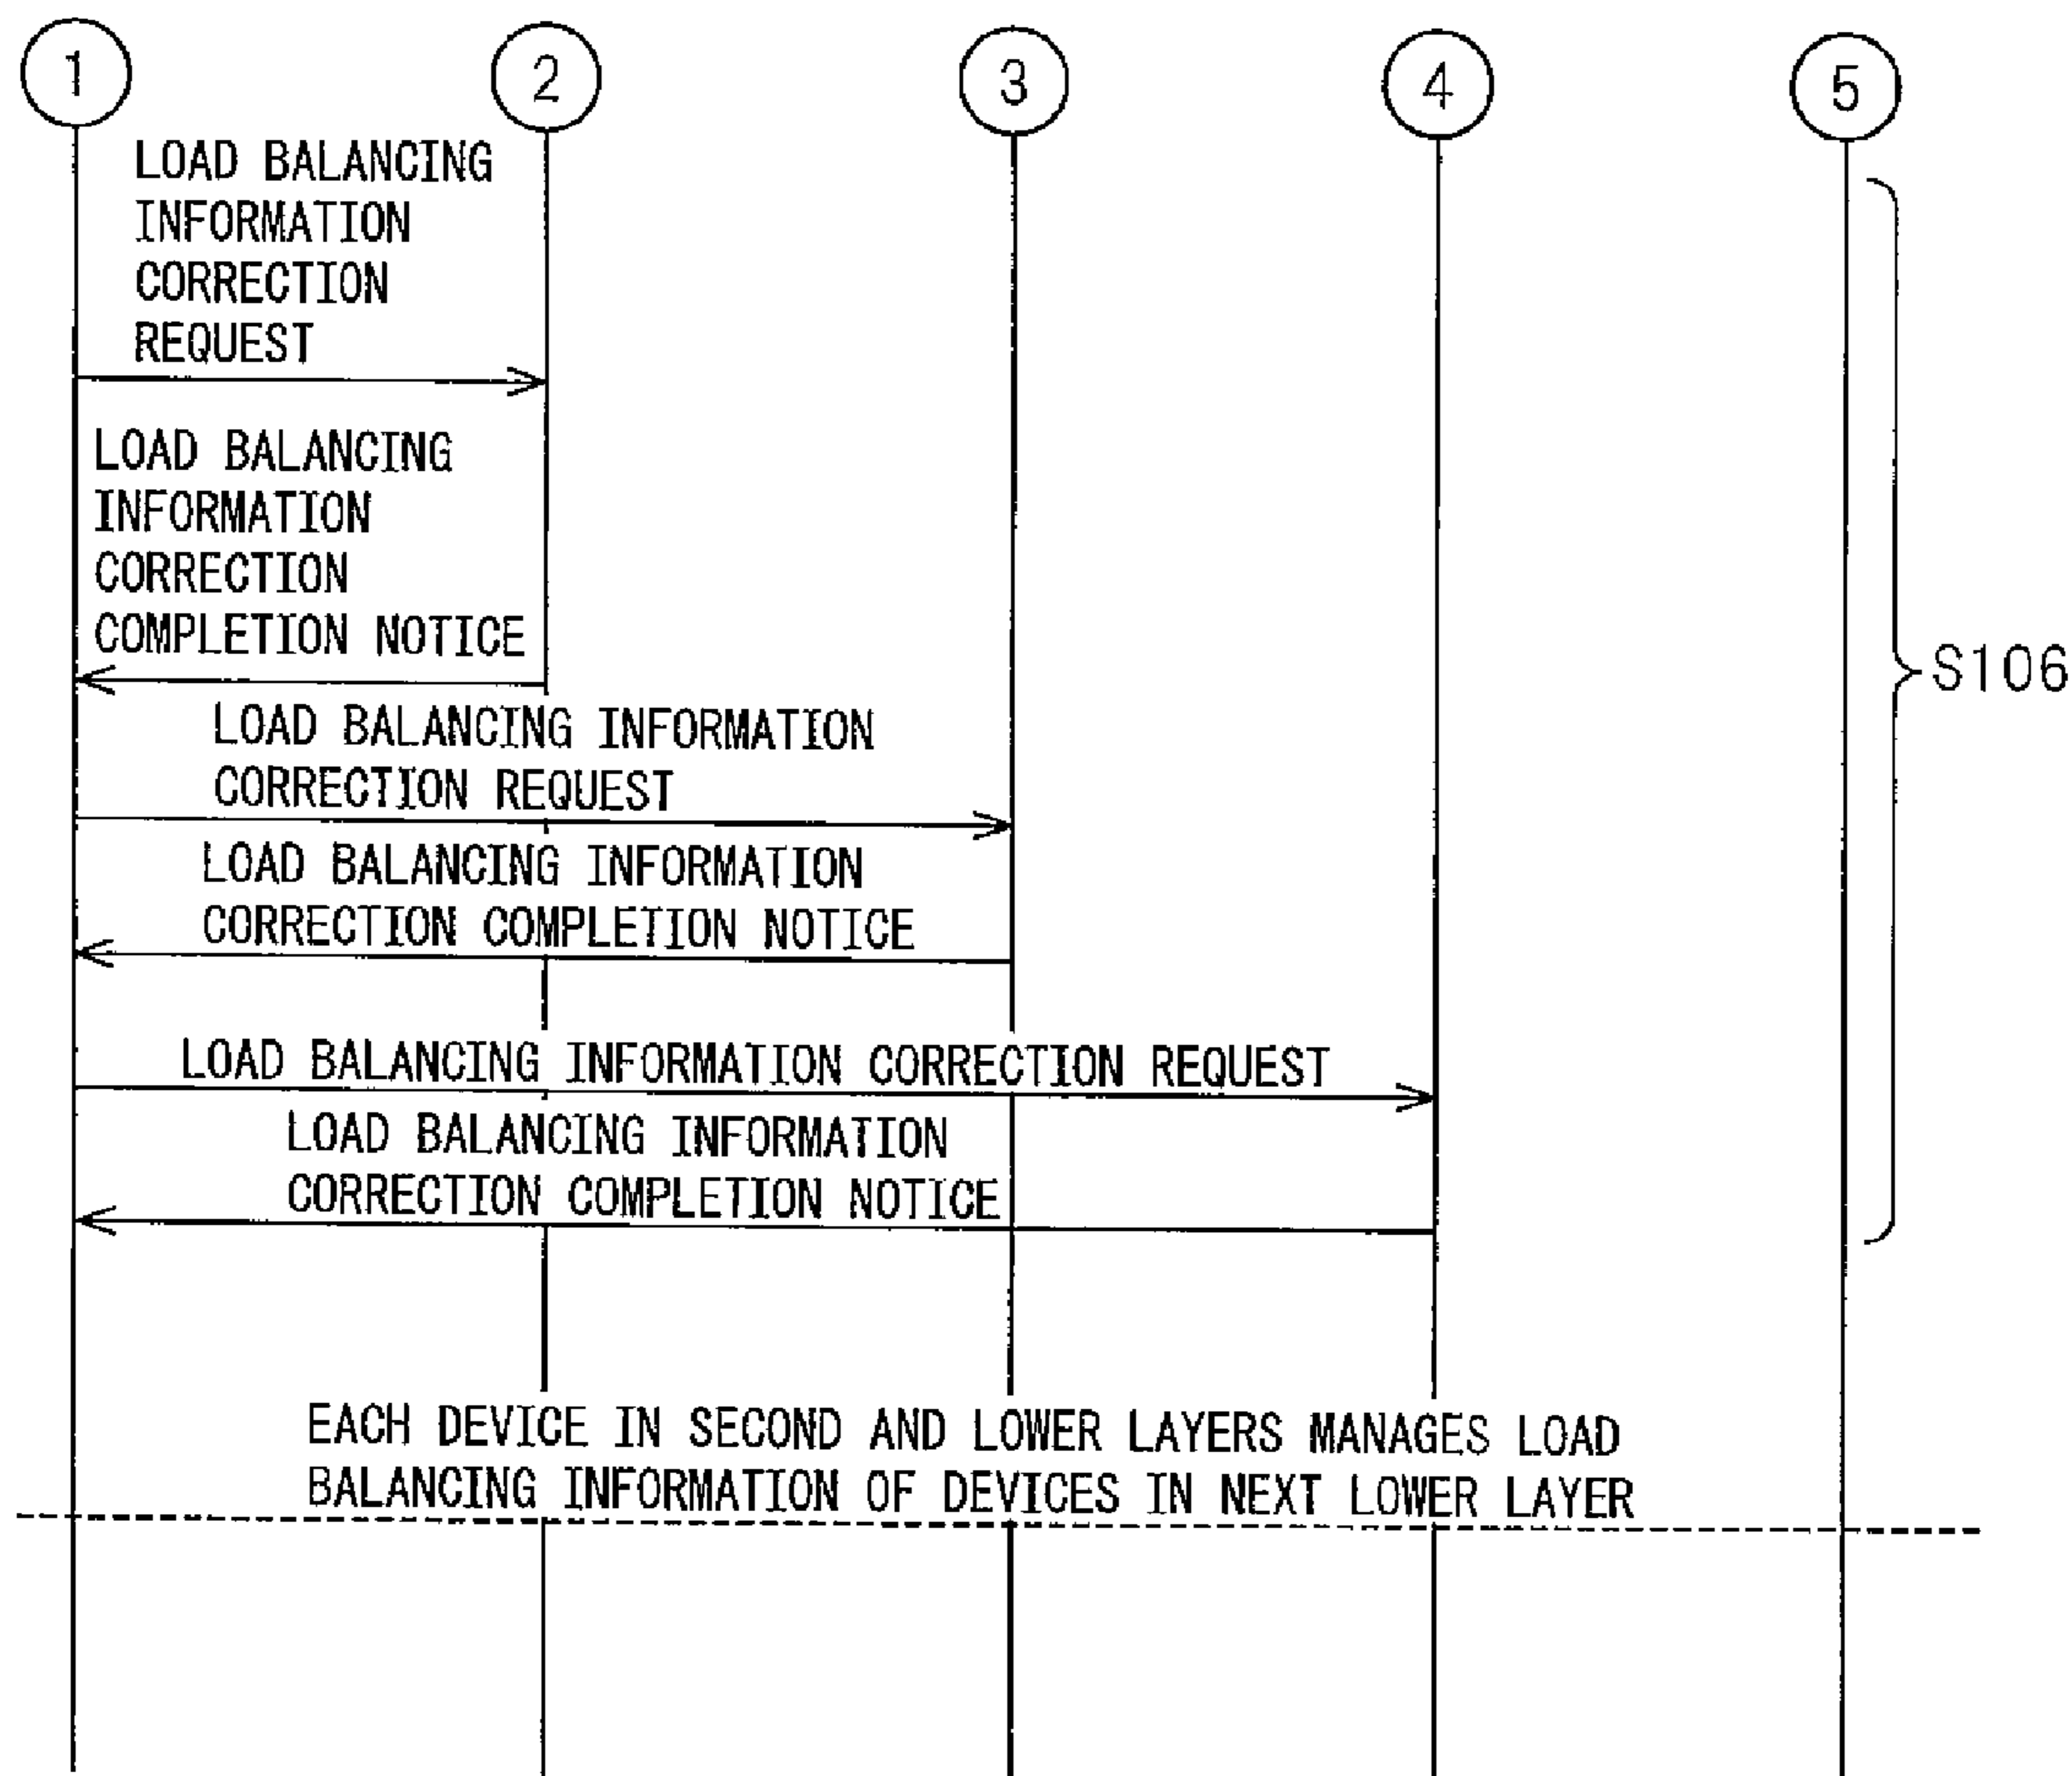 1 2 3 4 5
LOAD BALANCING
INFORMATION
CORRECTION
REQUEST
LOAD BALANCING
INFORMATION
CORRECTION
COMPLETION NOTICE
S106
LOAD BALANCING INFORMATION
CORRECTION REQUEST
LOAD BALANCING INFORMATION
CORRECTION COMPLETION NOTICE
LOAD BALANCING INFORMATION CORRECTION REQUEST
LOAD BALANCING INFORMATION
CORRECTION COMPLETION NOTICE
EACH DEVICE IN SECOND AND LOWER LAYERS MANAGES LOAD
BALANCING INFORMATION OF DEVICES IN NEXT LOWER LAYER